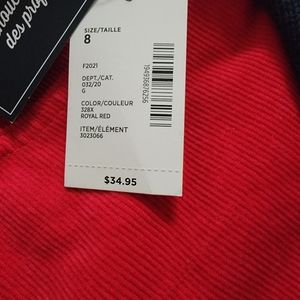 des prof
SIZE/TAILLE
8
F2021
DEPT./CAT.
032/20
G
COLOR/COULEUR
328X
ROYAL RED
ITEM/ÉLÉMENT
3023066
194936876256
$34.95